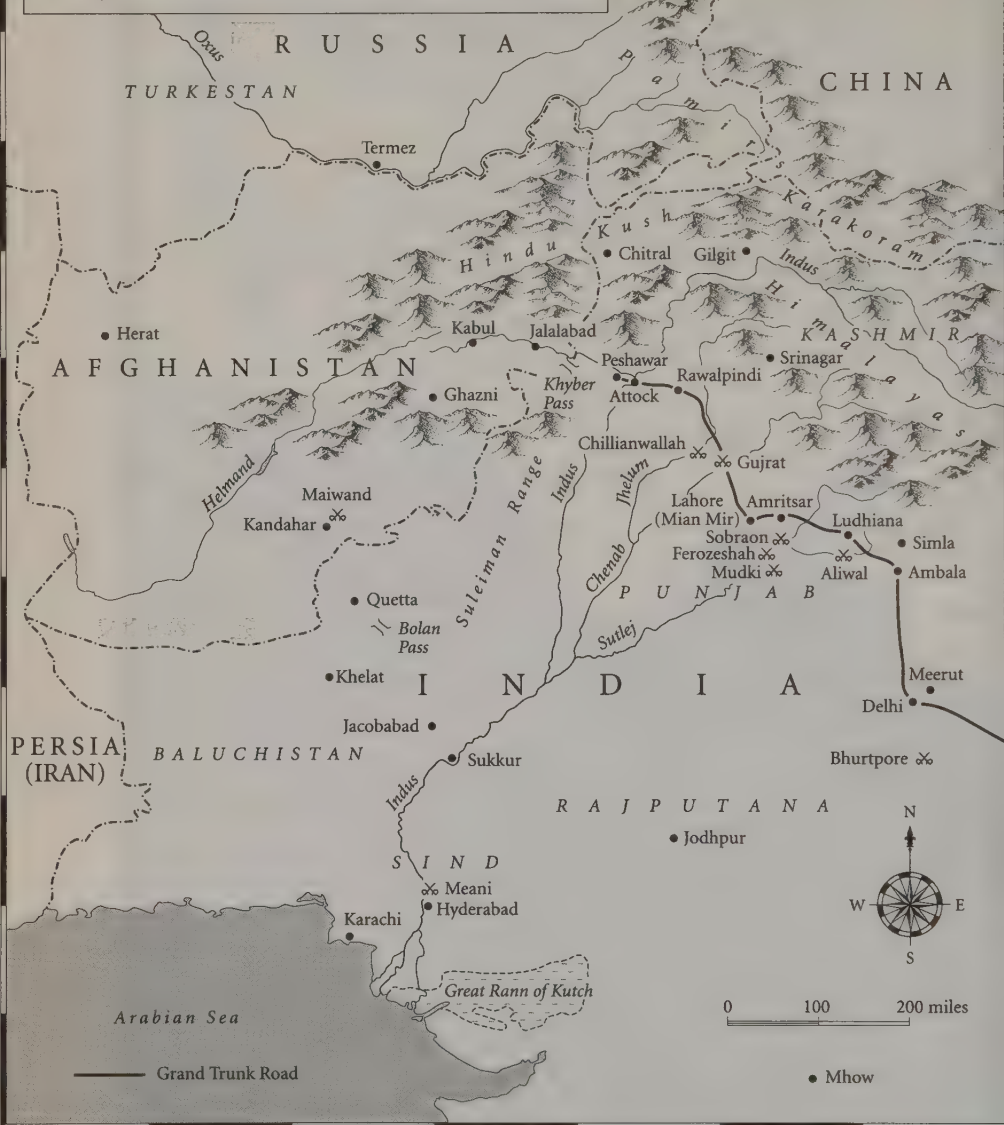 Oxus
RUSSIA
TURKESTAN
Pamirs
CHINA
Termez
Karakoram
Hindu Kush
Chitral
Gilgit
Indus
Himalayas
Herat
Kabul
Jalalabad
KASHMIR
AFGHANISTAN
Peshawar
Srinagar
Khyber
Pass
Attock
Rawalpindi
Ghazni
Chillianwallah
Gujrat
Helmand
Suleiman Range
Indus
Jhelum
Maiwand
Kandahar
Lahore
(Mian Mir)
Amritsar
Ludhiana
Sobraon
Simla
Ferozeshah
Mudki
Aliwal
Ambala
Chenab
PUNJAB
Quetta
Bolan
Pass
Sutlej
Khelat
INDIA
Meerut
Delhi
Jacobabad
PERSIA
(IRAN)
BALUCHISTAN
Sukkur
Bhurtpore
Indus
RAJPUTANA
N
Jodhpur
SIND
Meani
Hyderabad
W
E
Karachi
S
Great Rann of Kutch
0 100 200 miles
Arabian Sea
Grand Trunk Road
Mhow